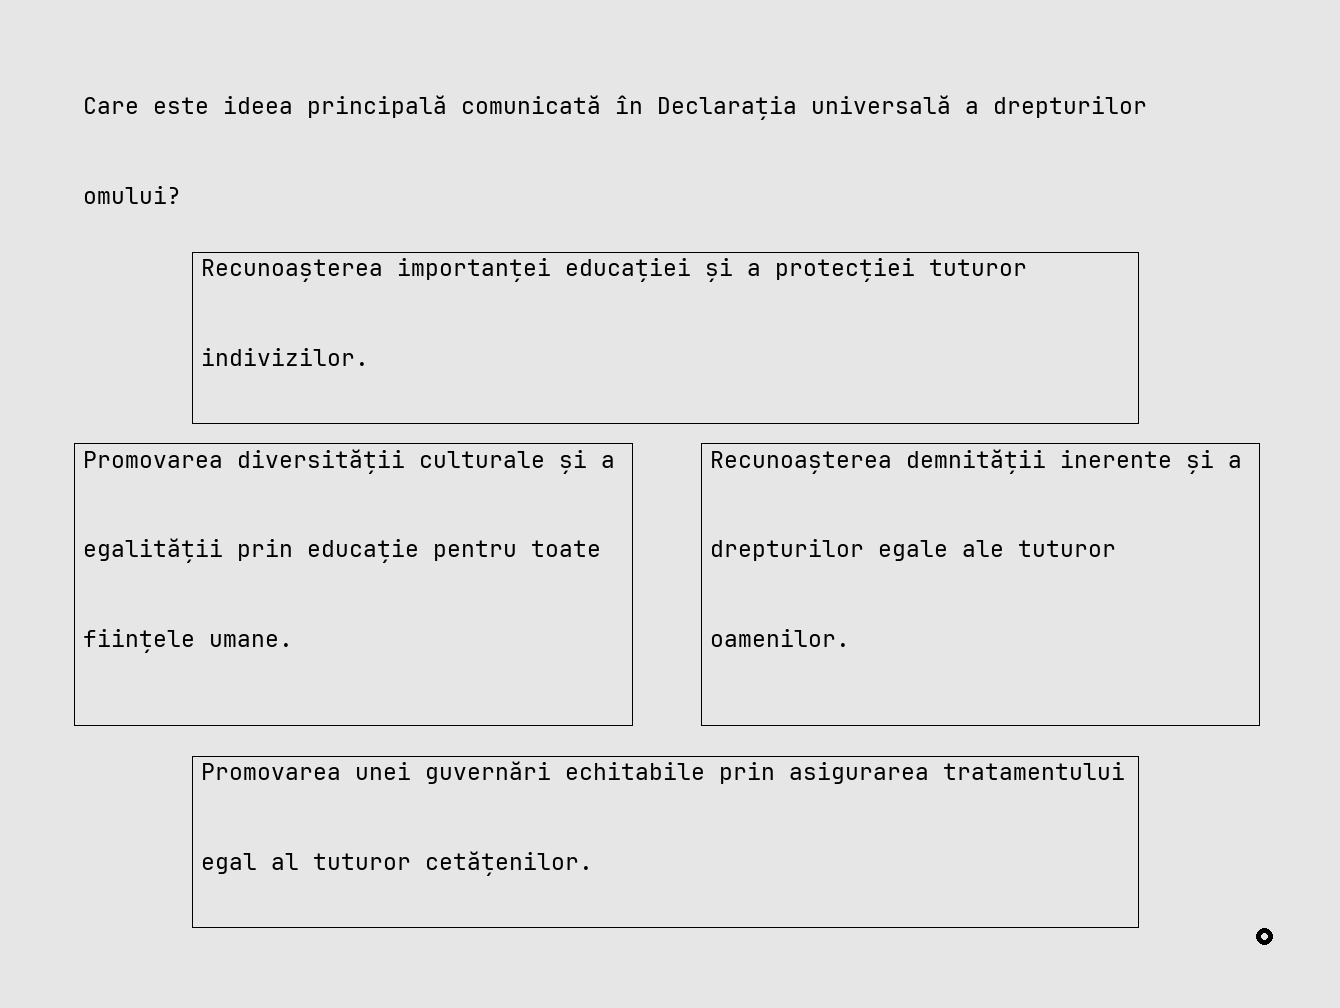 Care este ideea principală comunicată în Declarația universală a drepturilor
omului?
Recunoașterea importanței educației și a protecției tuturor
indivizilor.
Promovarea diversității culturale și a
egalității prin educație pentru toate
ființele umane.
Recunoașterea demnității inerente și a
drepturilor egale ale tuturor
oamenilor.
Promovarea unei guvernări echitabile prin asigurarea tratamentului
egal al tuturor cetățenilor.